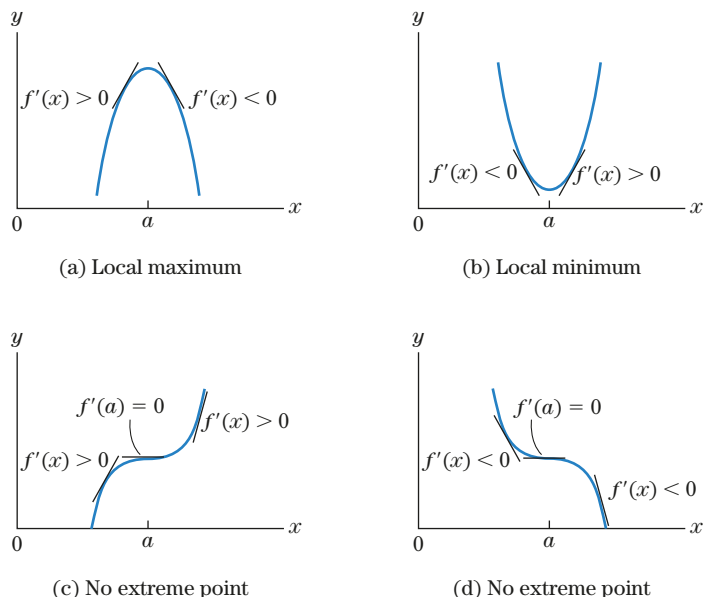 y
f′(x) > 0 f′(x) < 0
0 a x
(a) Local maximum
y
f′(x) < 0 f′(x) > 0
0 a x
(b) Local minimum
y
f′(a) = 0
f′(x) > 0
f′(x) > 0
0 a x
(c) No extreme point
y
f′(a) = 0
f′(x) < 0
f′(x) < 0
0 a x
(d) No extreme point